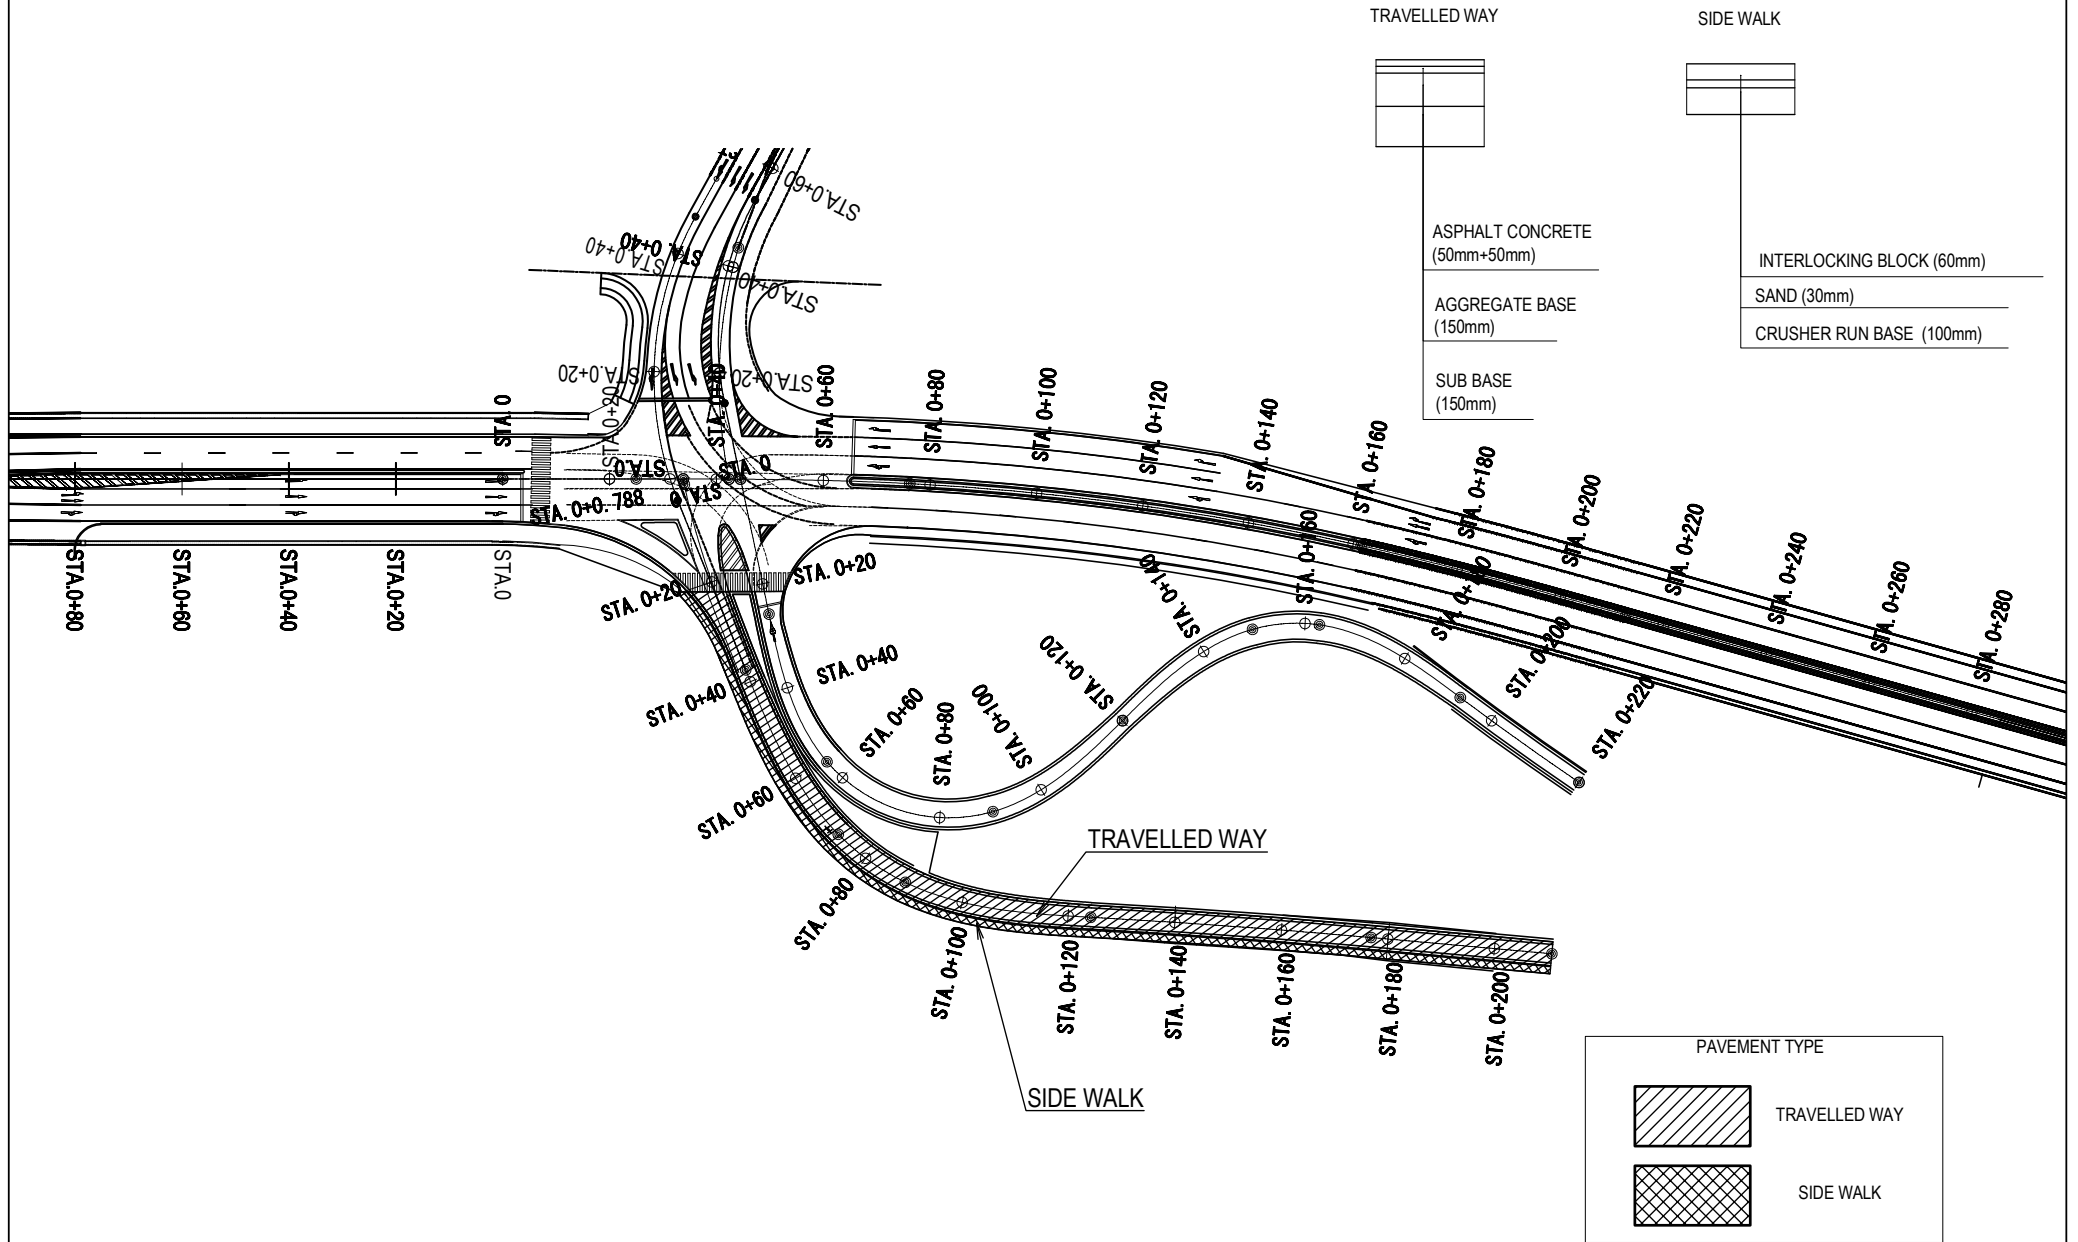 TRAVELLED WAY
SIDE WALK
ASPHALT CONCRETE
(50mm+50mm)
AGGREGATE BASE
(150mm)
SUB BASE
(150mm)
INTERLOCKING BLOCK (60mm)
SAND (30mm)
CRUSHER RUN BASE (100mm)
STA.0+60
STA.0+40
STA. 0+40
STA.0+40
STA.0+20
STA.0+20
STA. 0
STA.0+20
STA. 0+40
STA. 0+60
STA. 0+80
STA. 0+100
STA. 0+120
STA. 0+140
STA. 0+160
STA. 0+180
STA. 0+200
STA. 0+220
STA. 0+240
STA. 0+260
STA. 0+280
STA.0
STA. 0
STA. 0
STA. 0+0. 788
STA.0+80
STA.0+60
STA.0+40
STA.0+20
STA.0
STA. 0+20
STA. 0+20
STA. 0+40
STA. 0+60
STA. 0+80
STA. 0+100
STA. 0+120
STA. 0+140
STA. 0+160
STA. 0+200
STA. 0+220
STA. 0+40
STA. 0+60
STA. 0+80
STA. 0+100
STA. 0+120
STA. 0+140
STA. 0+160
STA. 0+180
STA. 0+200
TRAVELLED WAY
SIDE WALK
PAVEMENT TYPE
TRAVELLED WAY
SIDE WALK